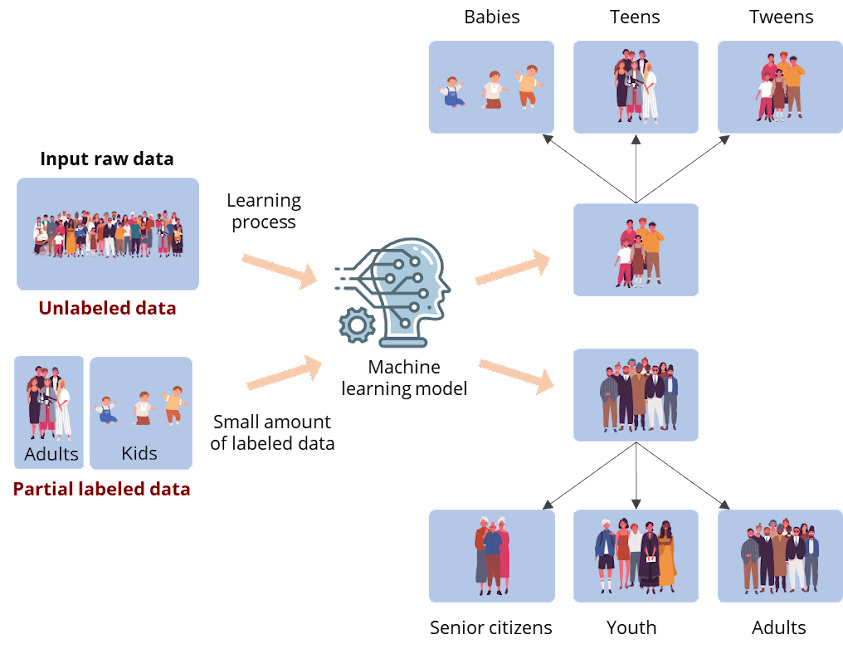 Babies
Teens
Tweens
Input raw data
Learning
process
Unlabeled data
Machine
learning model
Adults
Kids
Small amount
of labeled data
Partial labeled data
Senior citizens
Youth
Adults